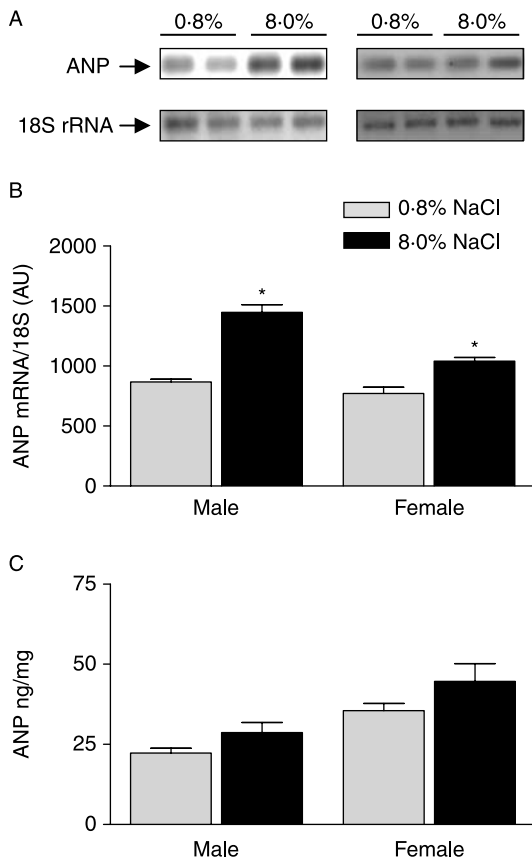 A
0·8% 8·0% 0·8% 8·0%
ANP
18S rRNA
B
0·8% NaCl
8·0% NaCl
ANP mRNA/18S (AU)
2000
1500
1000
500
0
*
*
Male Female
C
ANP ng/mg
75
50
25
0
Male Female